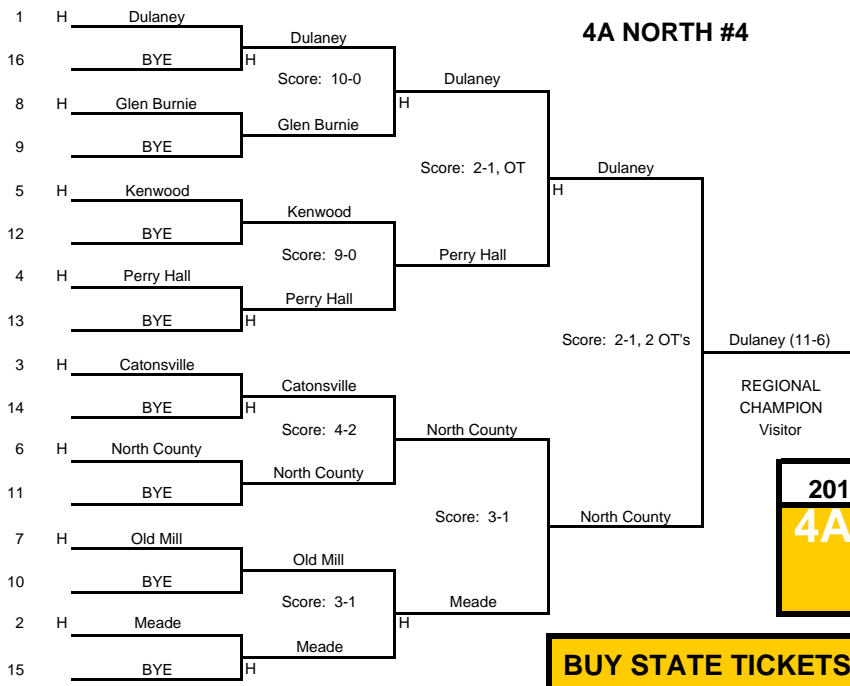 4A NORTH #4
1 H Dulaney
16 BYE
Dulaney
H
Score: 10-0
8 H Glen Burnie
9 BYE
Glen Burnie
Dulaney
H
Score: 2-1, OT
5 H Kenwood
12 BYE
Kenwood
Score: 9-0
4 H Perry Hall
13 BYE
Perry Hall
H
Perry Hall
Dulaney
H
Score: 2-1, 2 OT's
3 H Catonsville
14 BYE
Catonsville
H
Score: 4-2
6 H North County
11 BYE
North County
North County
Score: 3-1
7 H Old Mill
10 BYE
Old Mill
Score: 3-1
2 H Meade
15 BYE
Meade
H
Meade
H
North County
Dulaney (11-6)
REGIONAL
CHAMPION
Visitor
201
4A
BUY STATE TICKETS